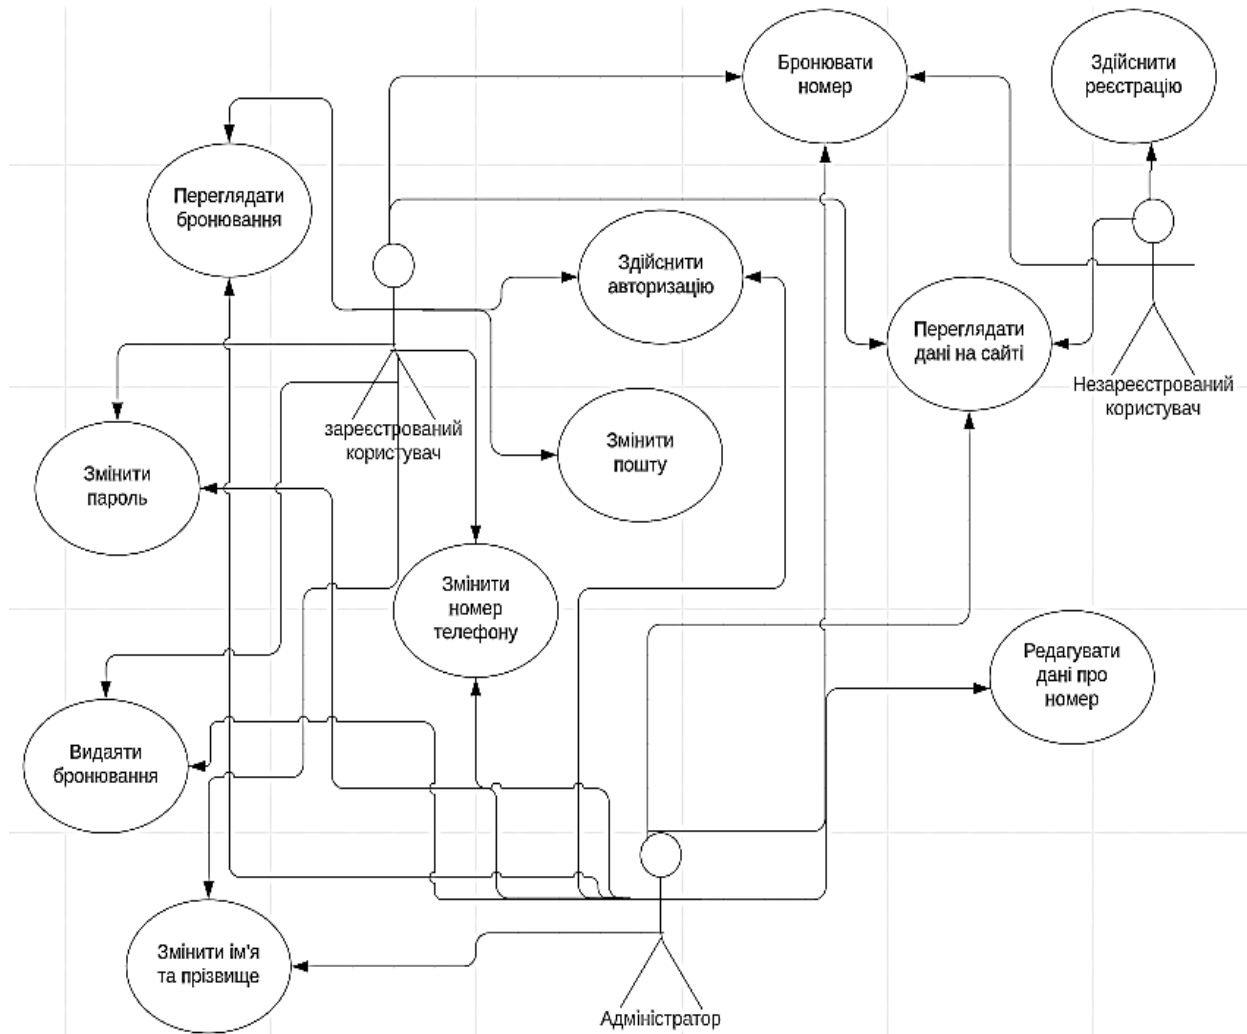 Бронювати
номер
Здійснити
реєстрацію
Переглядати
бронювання
Здійснити
авторизацію
Переглядати
дані на сайті
Незареєстрований
користувач
зареєстрований
користувач
Змінити
пошту
Змінити
пароль
Змінити
номер
телефону
Редагувати
дані про
номер
Видаяти
бронювання
Змінити ім'я
та прізвище
Адміністратор